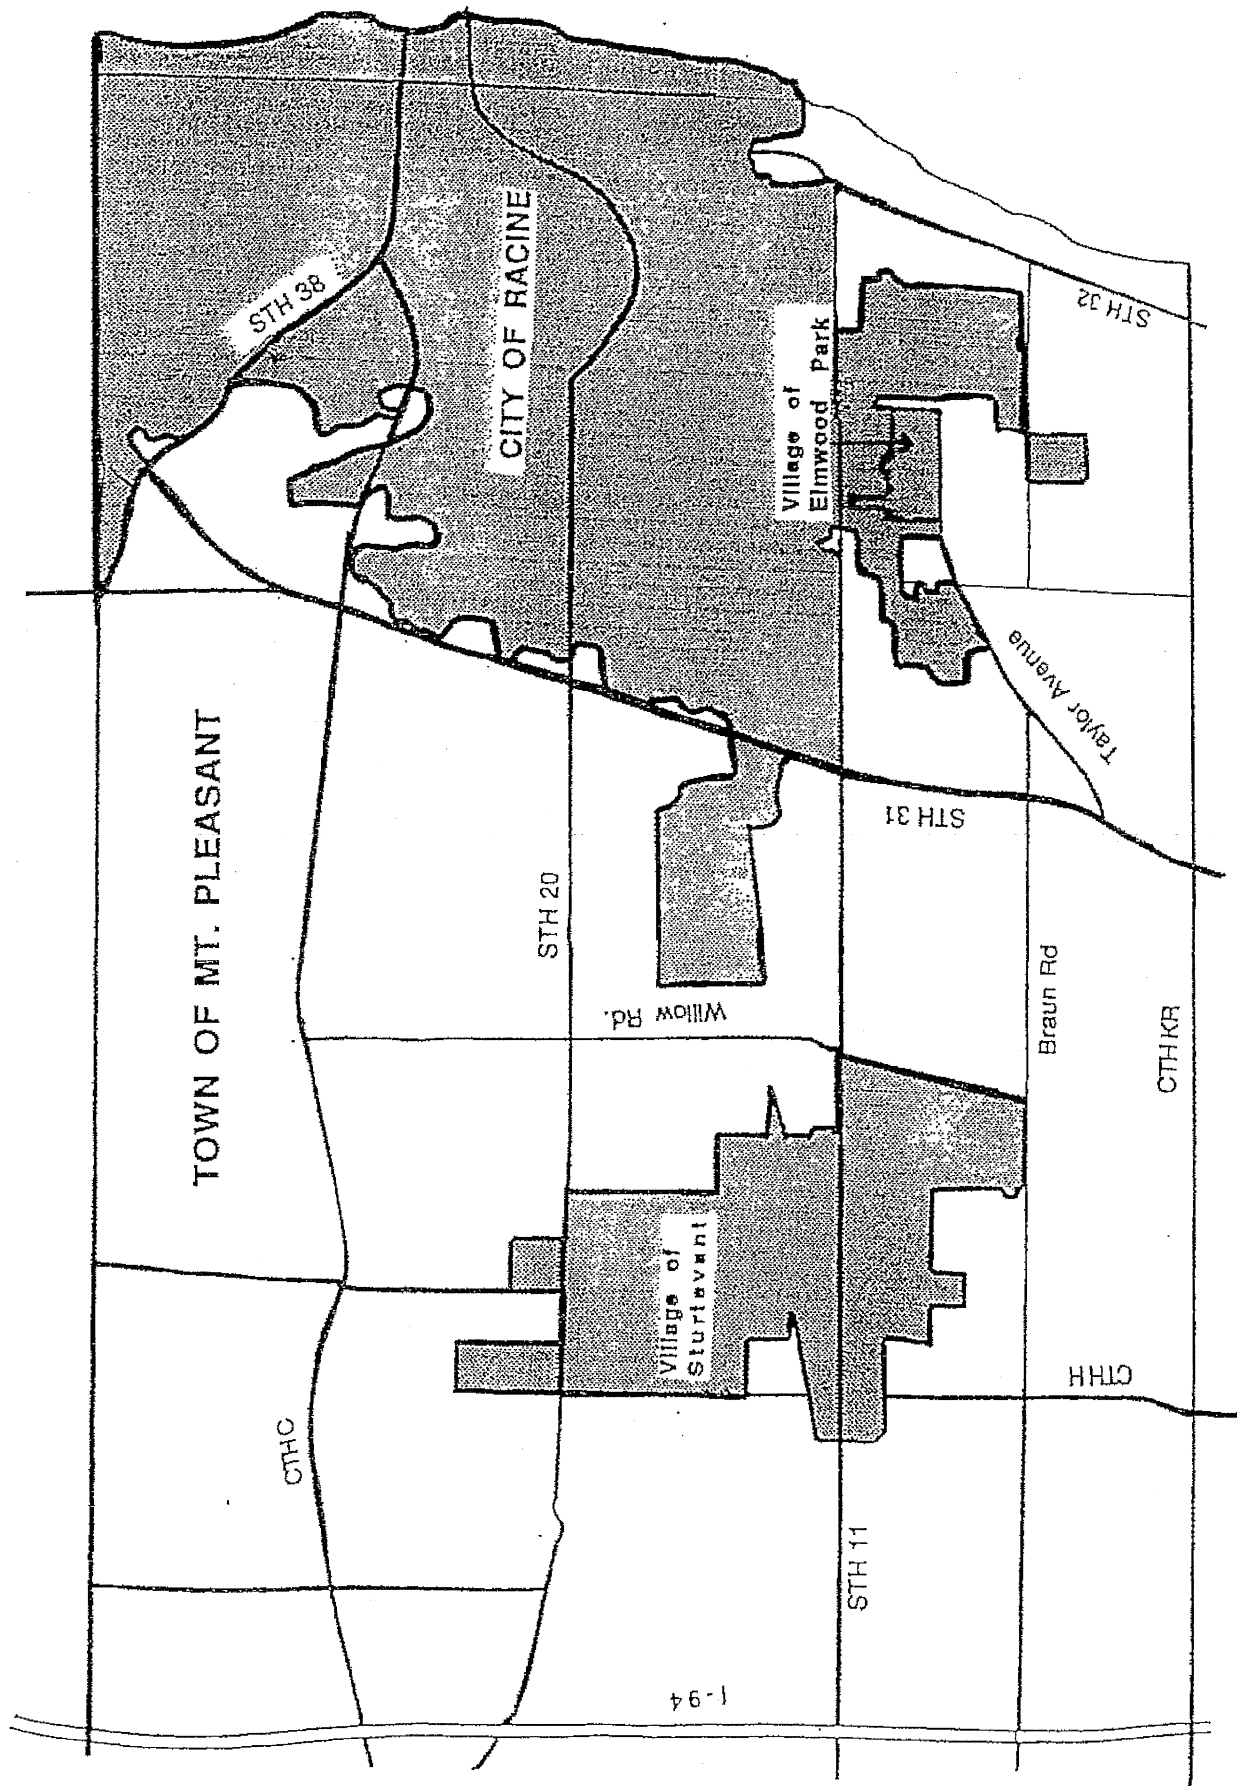 STH 38
CITY OF RACINE
Village of
Elmwood Park
STH 32
TOWN OF MT. PLEASANT
Taylor Avenue
STH 31
STH 20
Willow Rd.
Braun Rd
CTH KR
Village of
Sturtevant
CTH H
CTH C
STH 11
I-94